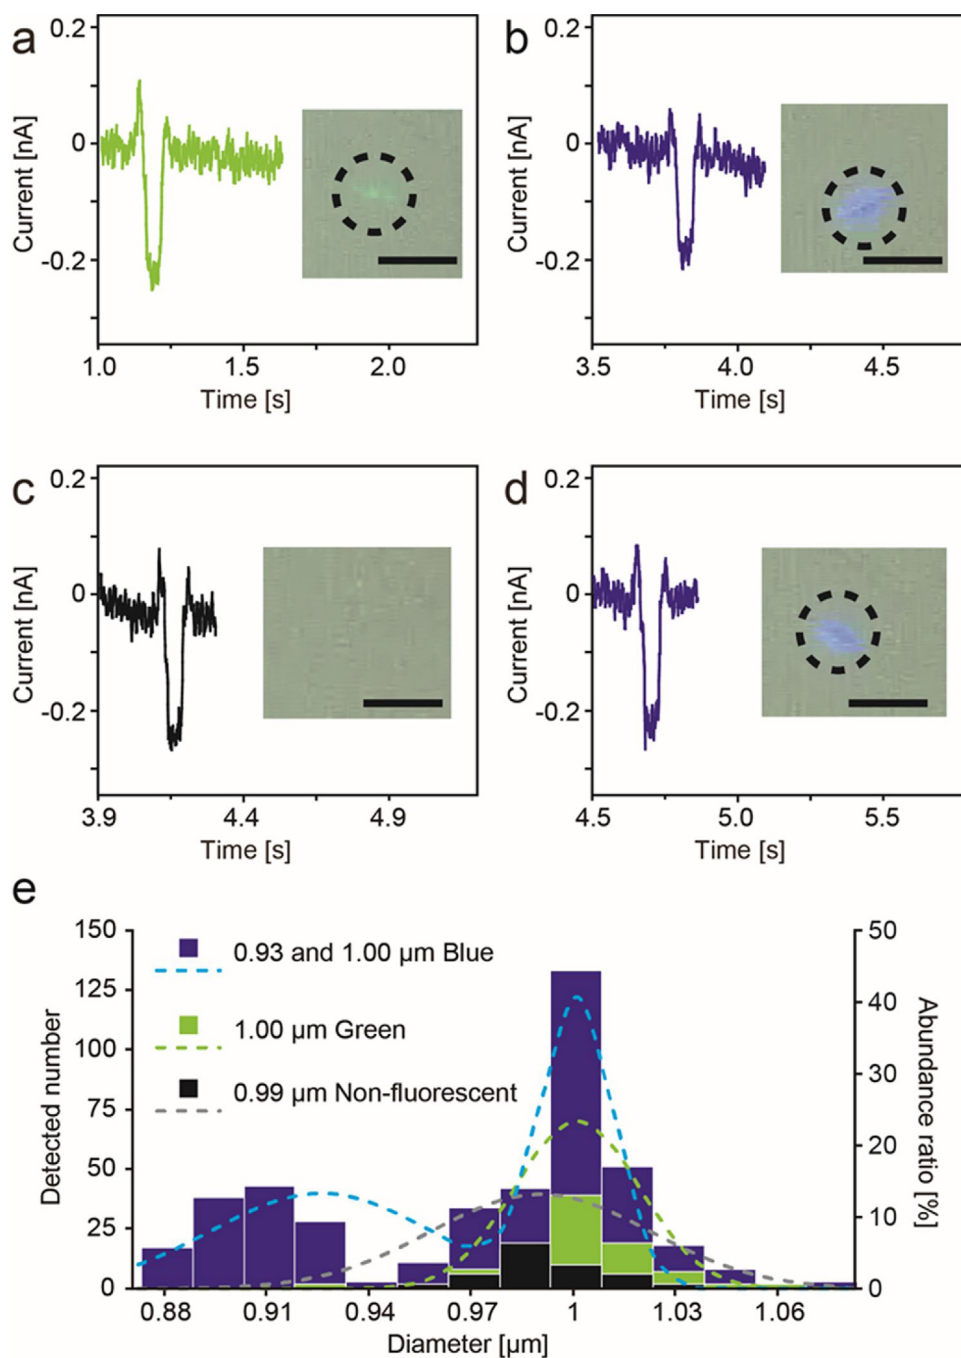 a
0.2
0
-0.2
Current [nA]
1.0
1.5
2.0
Time [s]
b
0.2
0
-0.2
Current [nA]
3.5
4.0
4.5
Time [s]
c
0.2
0
-0.2
Current [nA]
3.9
4.4
4.9
Time [s]
d
0.2
0
-0.2
Current [nA]
4.5
5.0
5.5
Time [s]
e
150
125
100
75
50
25
0
Detected number
0.93 and 1.00 µm Blue
1.00 µm Green
0.99 µm Non-fluorescent
50
40
30
20
10
0
Abundance ratio [%]
0.88
0.91
0.94
0.97
1
1.03
1.06
Diameter [µm]